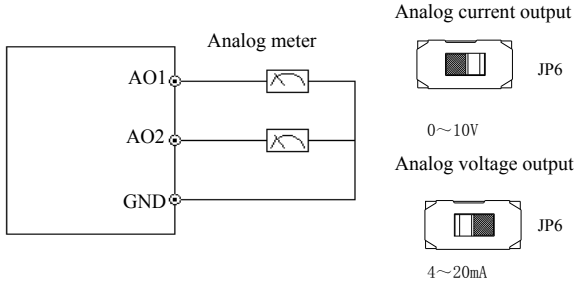 Analog current output
Analog meter
AO1
JP6
AO2
0～10V
Analog voltage output
GND
JP6
4～20mA